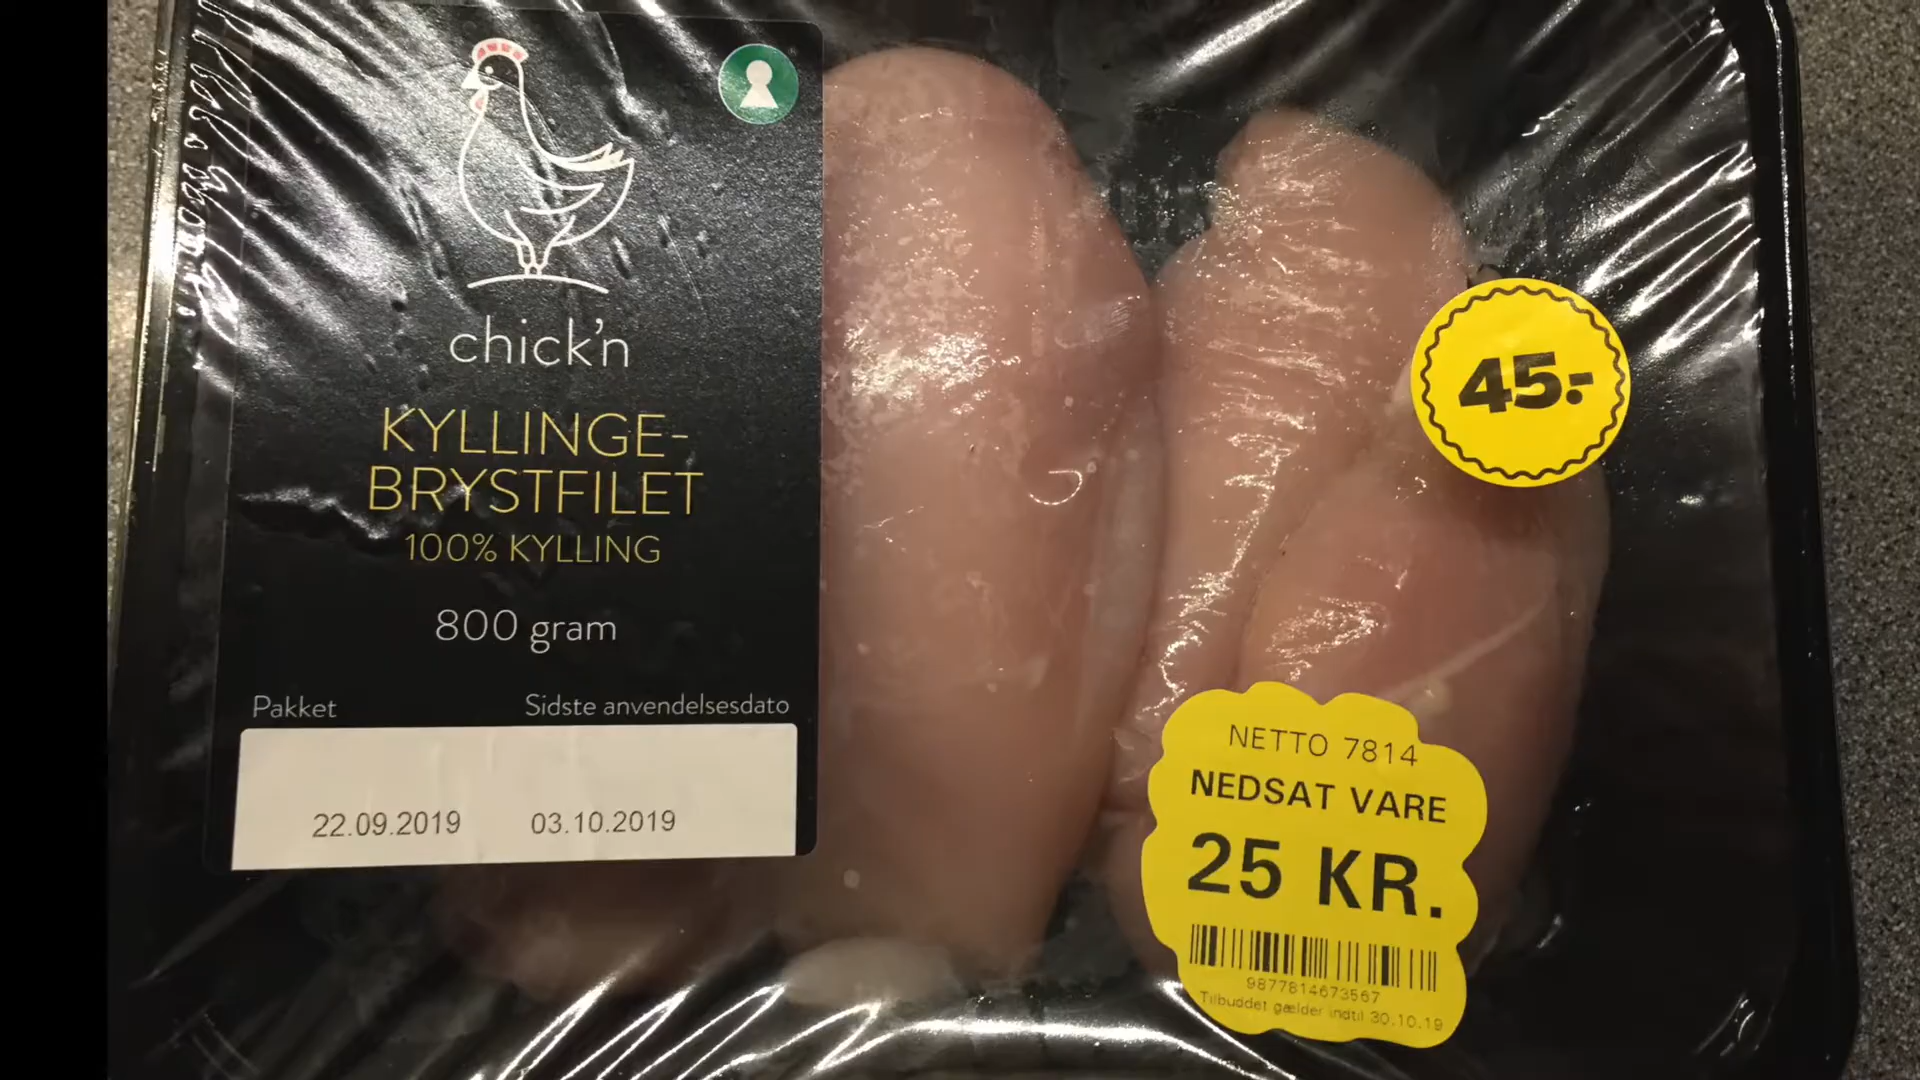 chick'n
KYLLINGE-
BRYSTFILET
100% KYLLING
800 gram
Pakket Sidste anvendelsesdato
22.09.2019 03.10.2019
45.-
NETTO 7814
NEDSAT VARE
25 KR.
9877814673567
Tilbuddet gælder indtil 30.10.19